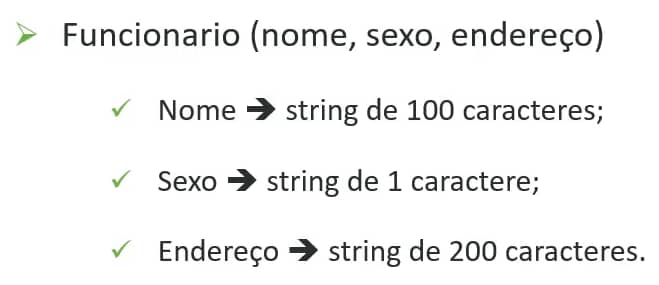 ➢ Funcionario (nome, sexo, endereço)
✓ Nome ➔ string de 100 caracteres;
✓ Sexo ➔ string de 1 caractere;
✓ Endereço ➔ string de 200 caracteres.